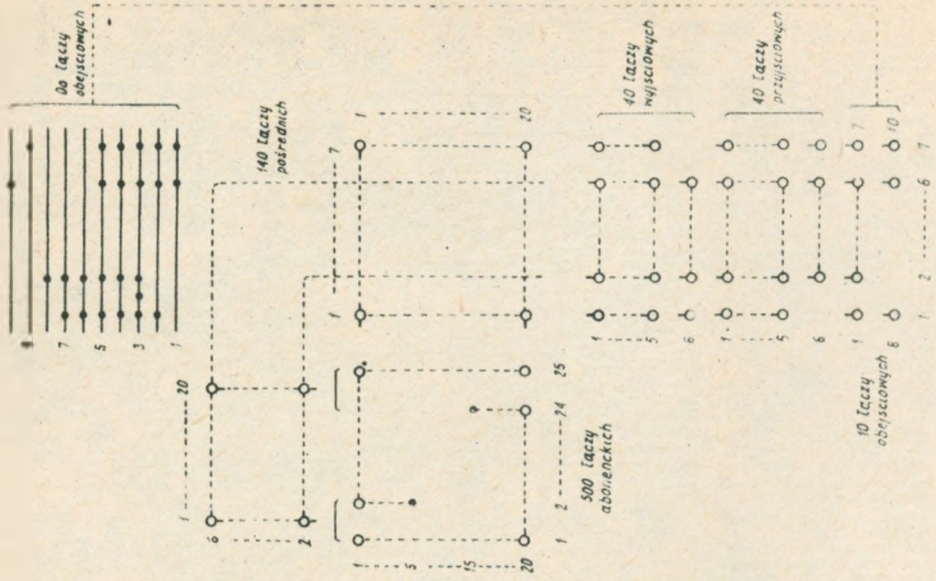 Do łączy
obejściowych
7
5
3
1
140 łączy
pośrednich
1 20
6
2
1 7
1
20
1
5
15
20
1 2 24 25
500 łączy
abonenckich
40 łączy
wyjściowych
1
5
6
40 łączy
przyjściowych
1
5
6
1
8
7
10
10 łączy
obejściowych
1 2 6 7